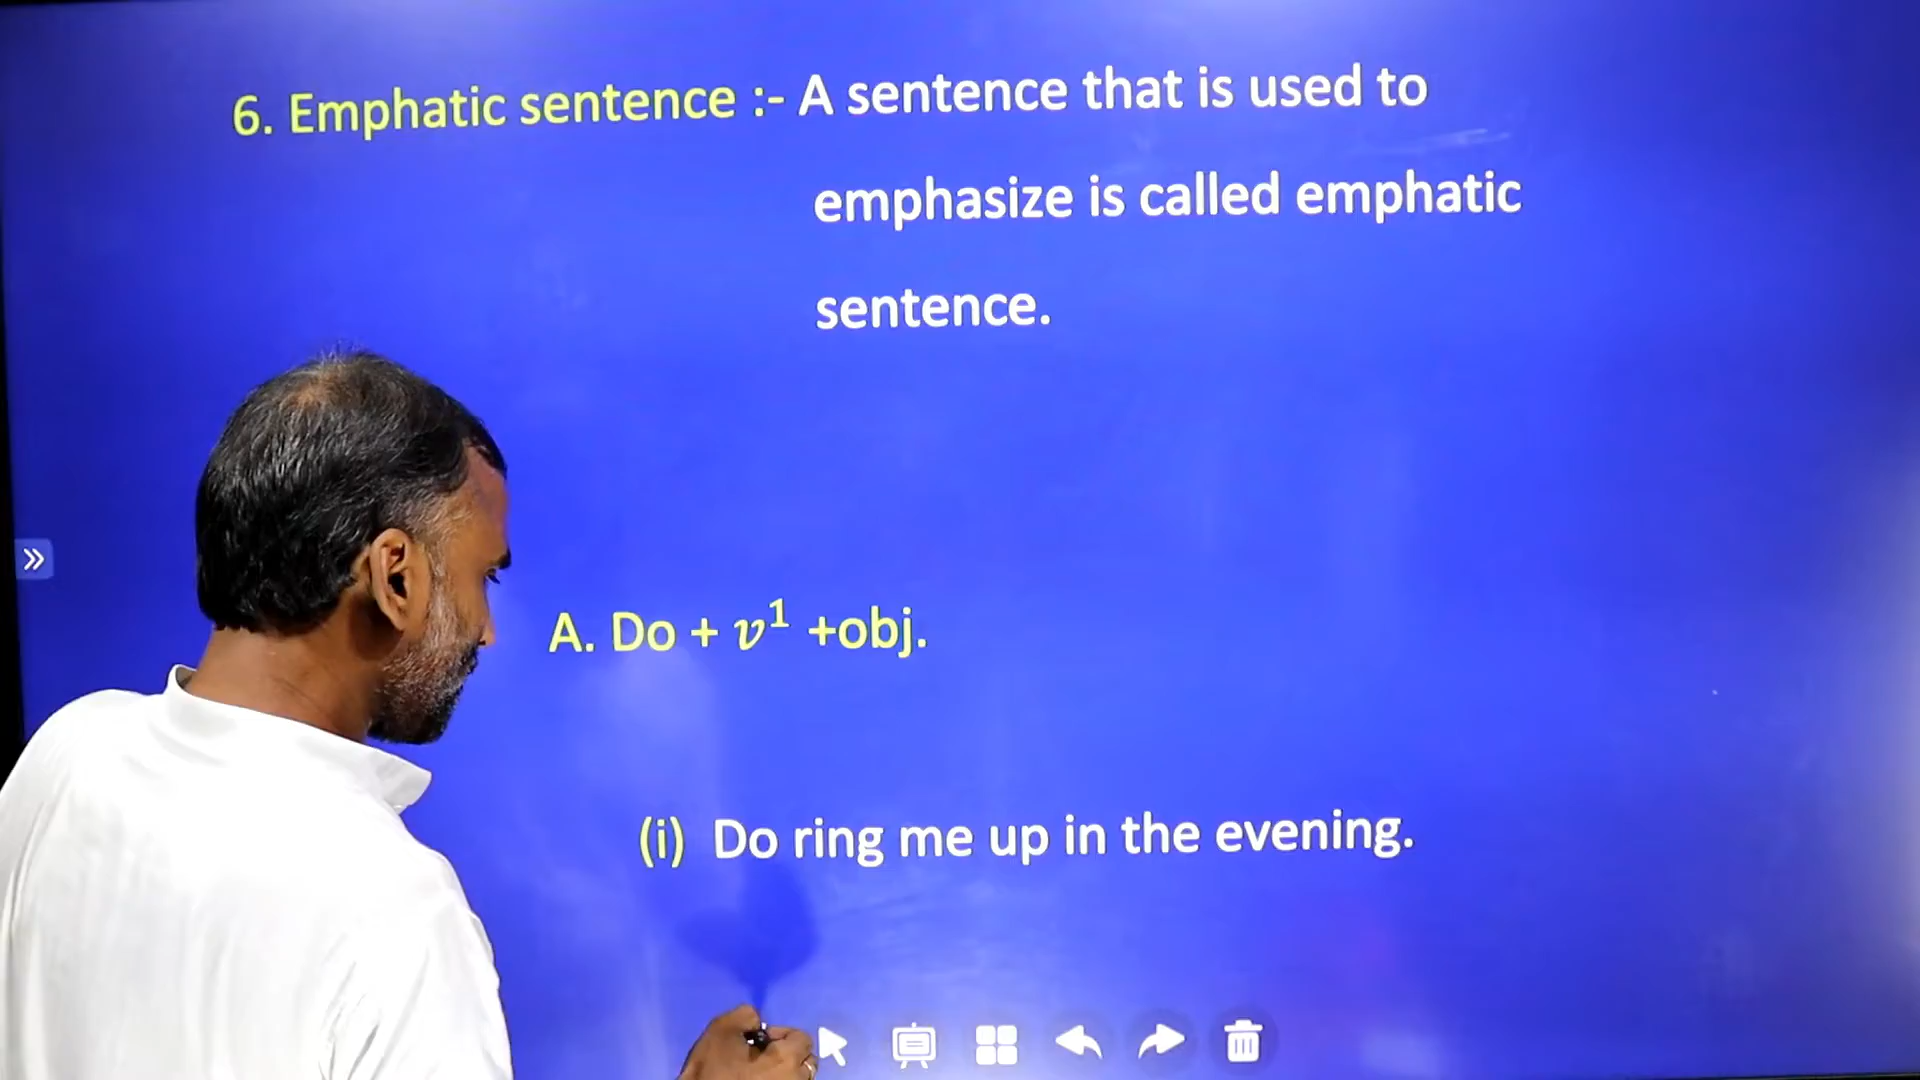 6. Emphatic sentence :- A sentence that is used to
emphasize is called emphatic
sentence.
A. Do + v¹ +obj.
(i) Do ring me up in the evening.